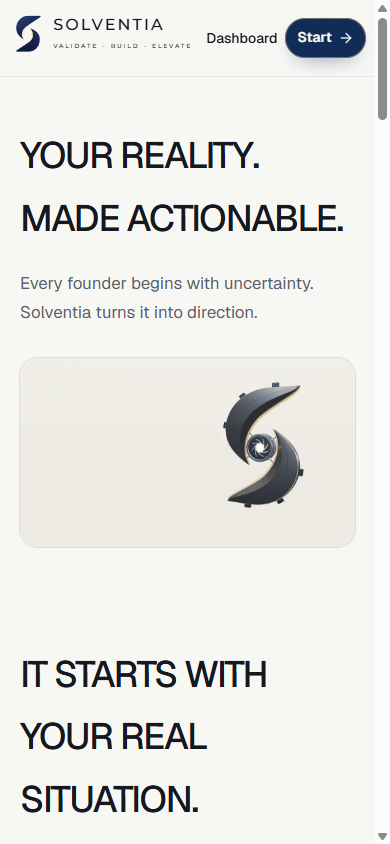 SOLVENTIA
VALIDATE · BUILD · ELEVATE
Dashboard
Start →
YOUR REALITY.
MADE ACTIONABLE.
Every founder begins with uncertainty.
Solventia turns it into direction.
IT STARTS WITH
YOUR REAL
SITUATION.